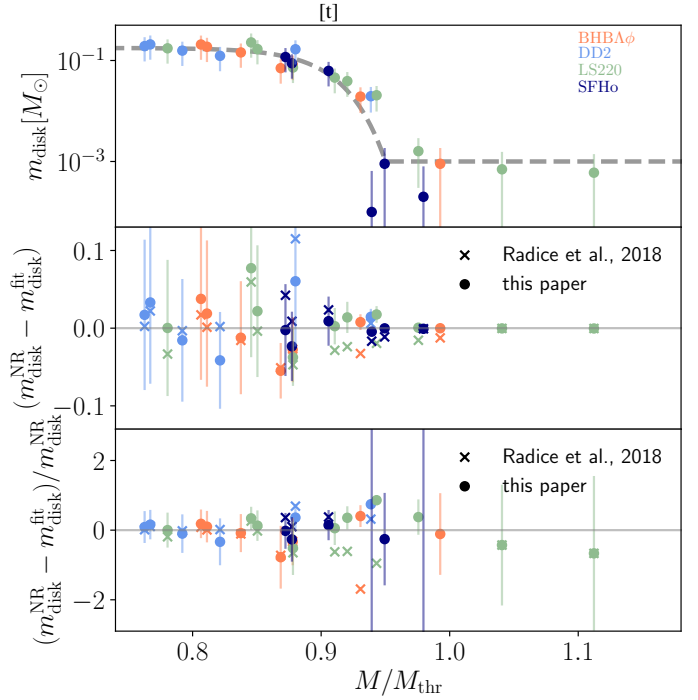 [t]
BHBΛϕ
DD2
LS220
SFHo
10⁻¹
10⁻³
m_disk[M_⊙]
0.1
0.0
−0.1
(m_disk^NR − m_disk^fit)
Radice et al., 2018
this paper
2
0
−2
(m_disk^NR − m_disk^fit)/m_disk^NR
Radice et al., 2018
this paper
0.8 0.9 1.0 1.1
M/M_thr